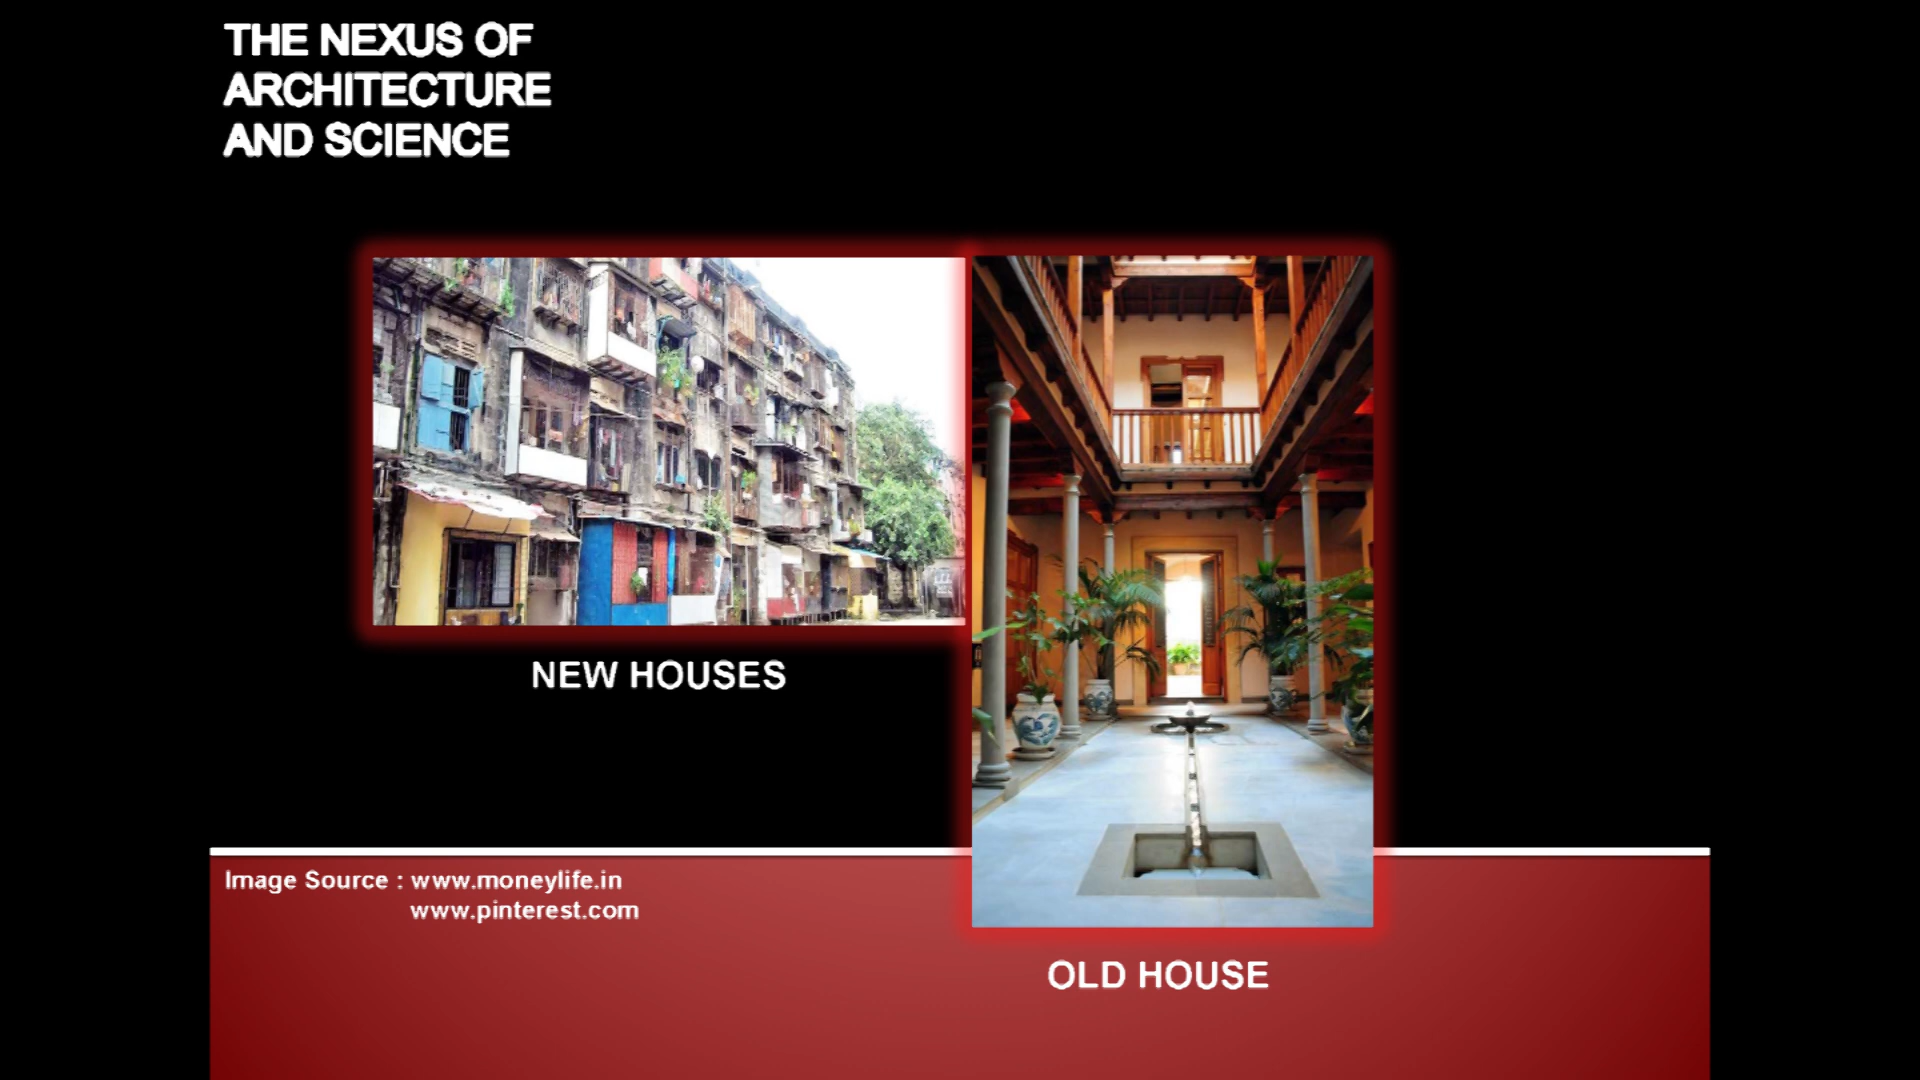 THE NEXUS OF
ARCHITECTURE
AND SCIENCE
NEW HOUSES
Image Source : www.moneylife.in
www.pinterest.com
OLD HOUSE